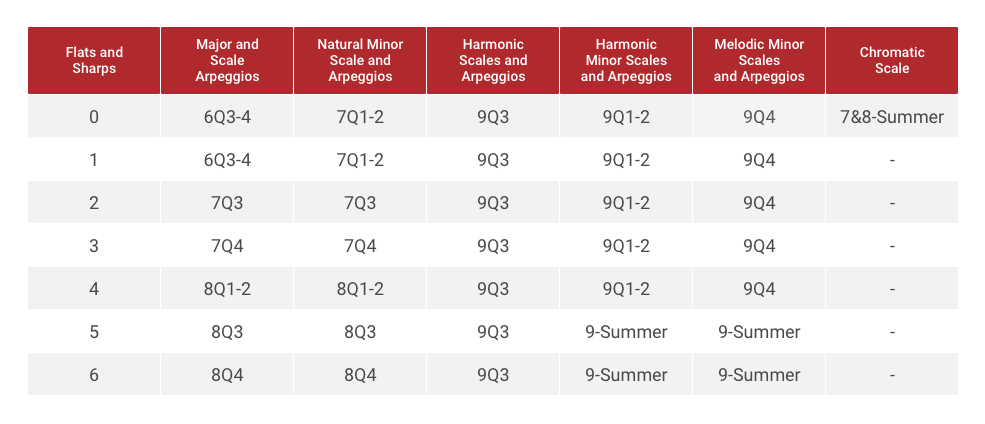 Flats and Sharps | Major and Scale Arpeggios | Natural Minor Scale and Arpeggios | Harmonic Scales and Arpeggios | Harmonic Minor Scales and Arpeggios | Melodic Minor Scales and Arpeggios | Chromatic Scale
0 | 6Q3-4 | 7Q1-2 | 9Q3 | 9Q1-2 | 9Q4 | 7&8-Summer
1 | 6Q3-4 | 7Q1-2 | 9Q3 | 9Q1-2 | 9Q4 | -
2 | 7Q3 | 7Q3 | 9Q3 | 9Q1-2 | 9Q4 | -
3 | 7Q4 | 7Q4 | 9Q3 | 9Q1-2 | 9Q4 | -
4 | 8Q1-2 | 8Q1-2 | 9Q3 | 9Q1-2 | 9Q4 | -
5 | 8Q3 | 8Q3 | 9Q3 | 9-Summer | 9-Summer | -
6 | 8Q4 | 8Q4 | 9Q3 | 9-Summer | 9-Summer | -